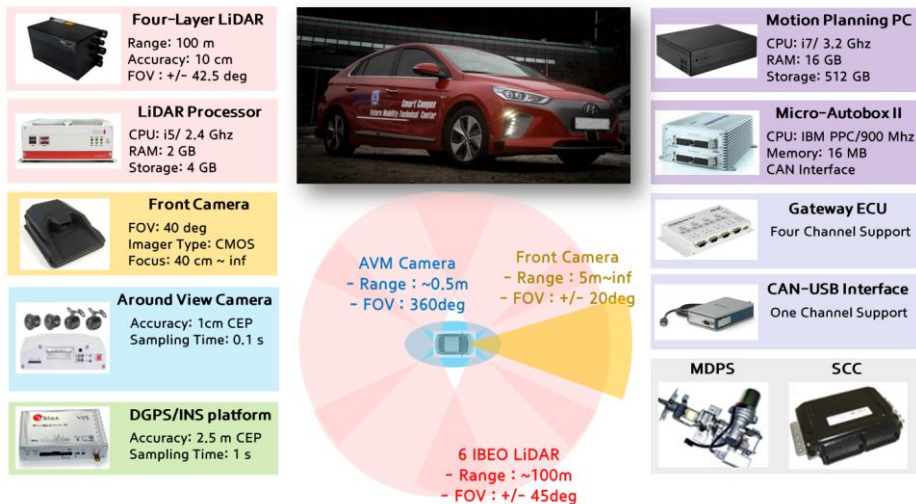 Four-Layer LiDAR
Range: 100 m
Accuracy: 10 cm
FOV : +/- 42.5 deg
LiDAR Processor
CPU: i5/ 2.4 Ghz
RAM: 2 GB
Storage: 4 GB
Front Camera
FOV: 40 deg
Imager Type: CMOS
Focus: 40 cm ~ inf
Around View Camera
Accuracy: 1cm CEP
Sampling Time: 0.1 s
DGPS/INS platform
Accuracy: 2.5 m CEP
Sampling Time: 1 s
Smart Campus
Future Mobility Technical Center
AVM Camera
- Range : ~0.5m
- FOV: 360deg
Front Camera
- Range : 5m~inf
- FOV: +/- 20deg
6 IBEO LiDAR
- Range : ~100m
- FOV: +/- 45deg
Motion Planning PC
CPU: i7/ 3.2 Ghz
RAM: 16 GB
Storage: 512 GB
Micro-Autobox II
CPU: IBM PPC/900 Mhz
Memory: 16 MB
CAN Interface
Gateway ECU
Four Channel Support
CAN-USB Interface
One Channel Support
MDPS
SCC